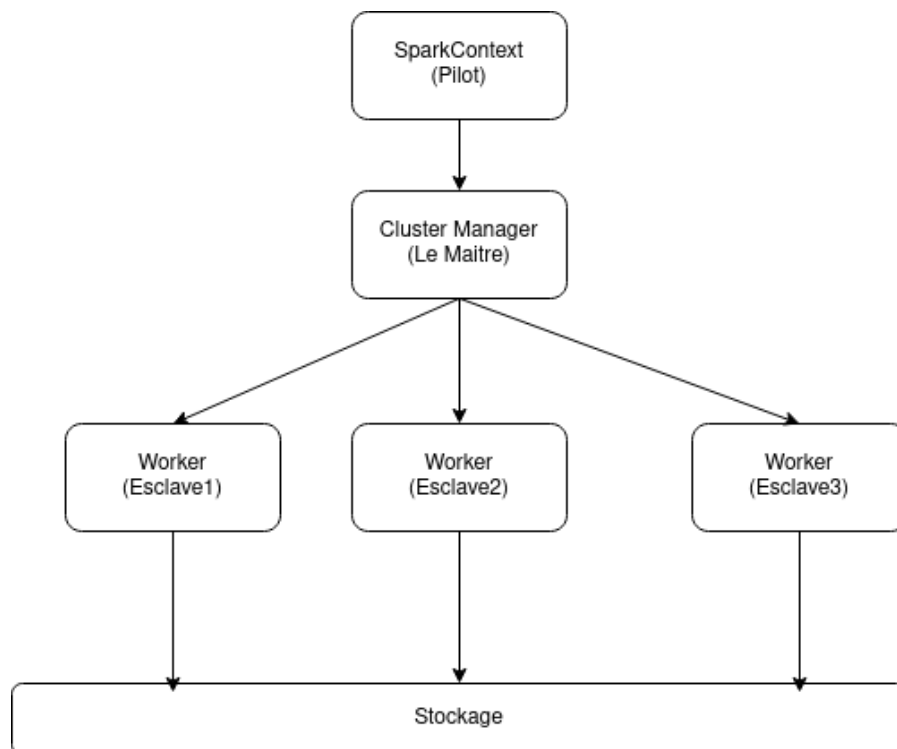 SparkContext
(Pilot)
Cluster Manager
(Le Maitre)
Worker
(Esclave1)
Worker
(Esclave2)
Worker
(Esclave3)
Stockage